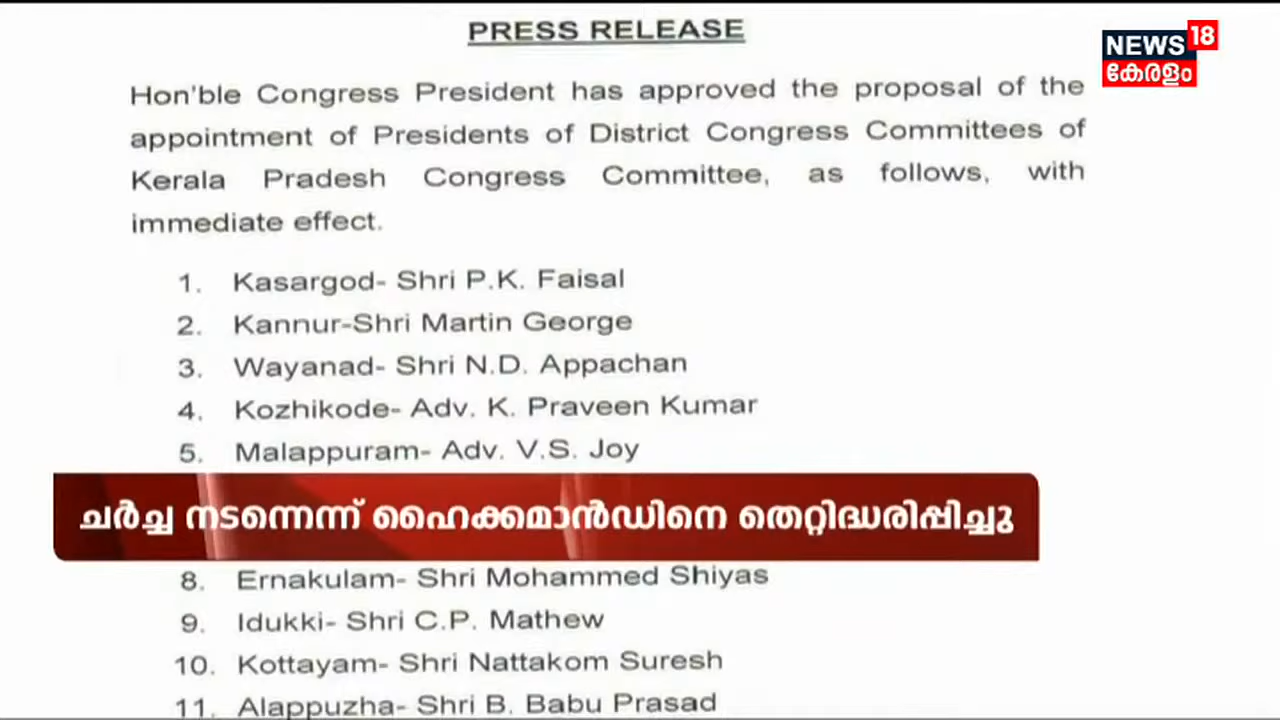 PRESS RELEASE
NEWS 18
കേരളം
Hon'ble Congress President has approved the proposal of the
appointment of Presidents of District Congress Committees of
Kerala Pradesh Congress Committee, as follows, with
immediate effect.
1. Kasargod- Shri P.K. Faisal
2. Kannur-Shri Martin George
3. Wayanad- Shri N.D. Appachan
4. Kozhikode- Adv. K. Praveen Kumar
5. Malappuram- Adv. V.S. Joy
ചർച്ച നടന്നെന്ന് ഹൈക്കമാൻഡിനെ തെറ്റിദ്ധരിപ്പിച്ചു
8. Ernakulam- Shri Mohammed Shiyas
9. Idukki- Shri C.P. Mathew
10. Kottayam- Shri Nattakom Suresh
11. Alappuzha- Shri B. Babu Prasad